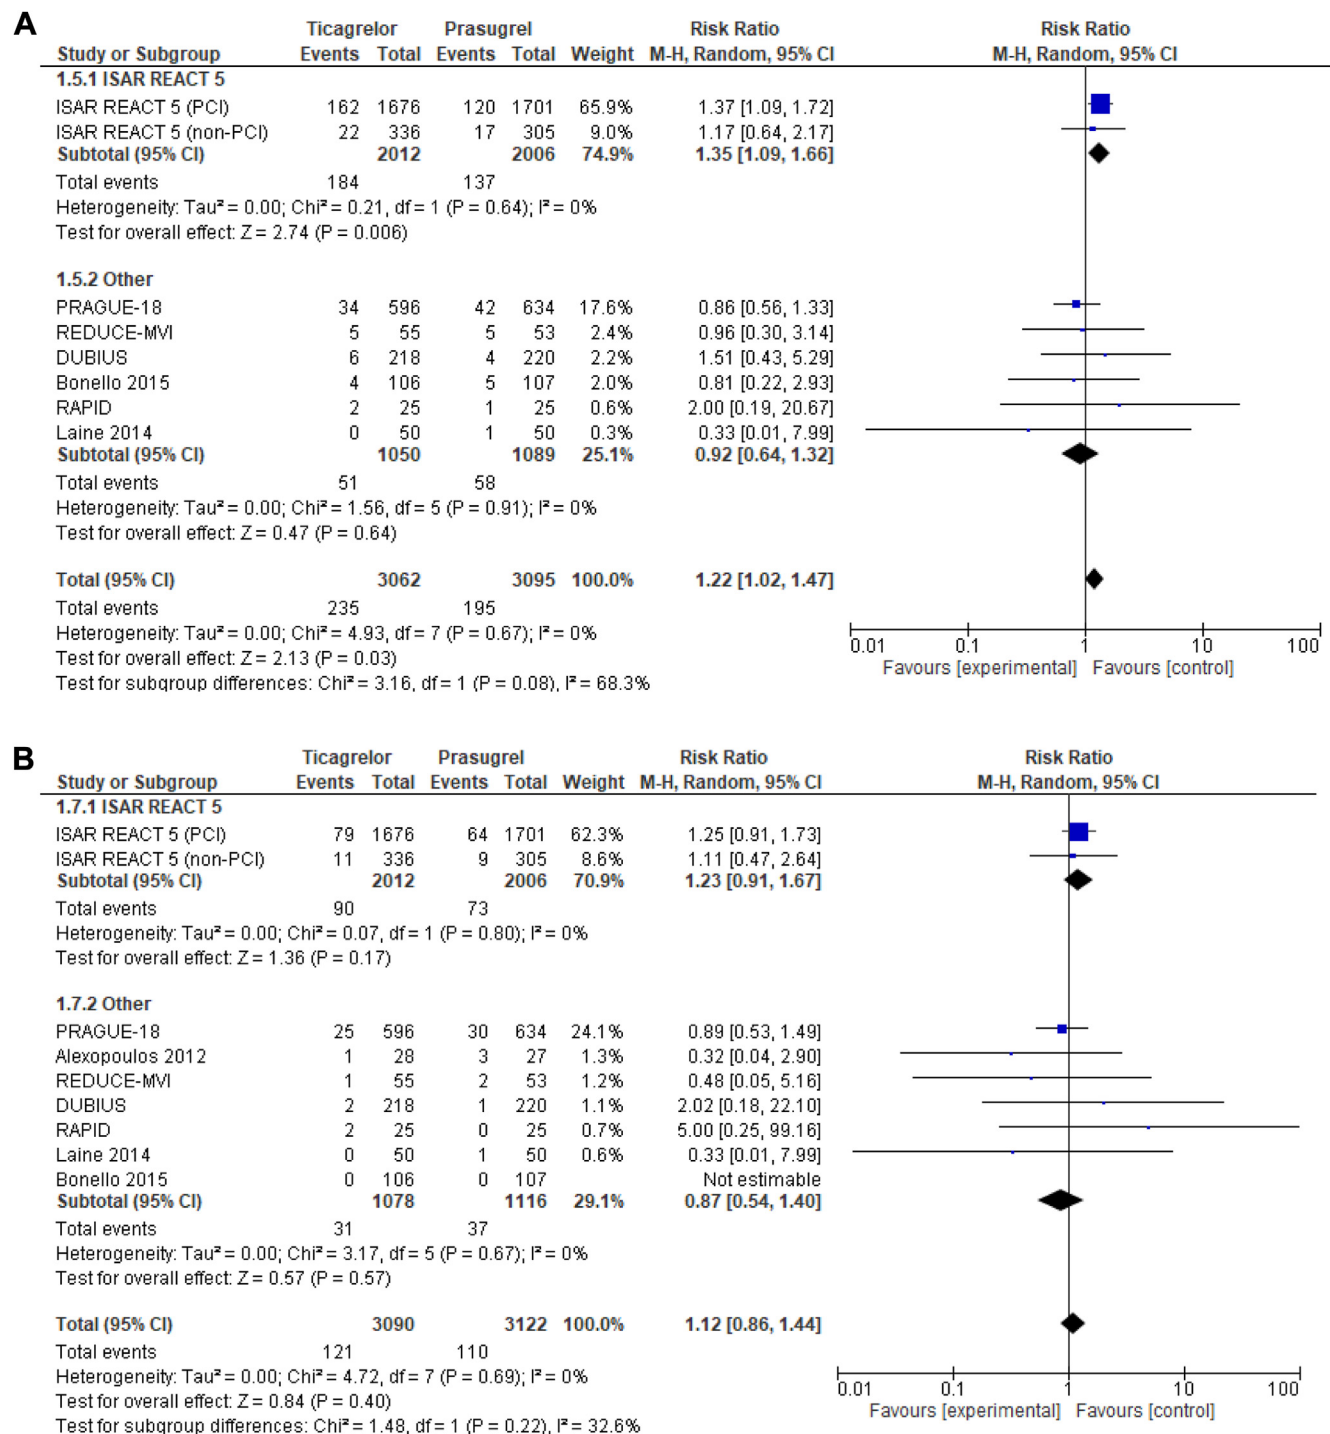 A
Ticagrelor Prasugrel Risk Ratio Risk Ratio
Study or Subgroup Events Total Events Total Weight M-H, Random, 95% CI M-H, Random, 95% CI
1.5.1 ISAR REACT 5
ISAR REACT 5 (PCI) 162 1676 120 1701 65.9% 1.37 [1.09, 1.72]
ISAR REACT 5 (non-PCI) 22 336 17 305 9.0% 1.17 [0.64, 2.17]
Subtotal (95% CI) 2012 2006 74.9% 1.35 [1.09, 1.66]
Total events 184 137
Heterogeneity: Tau² = 0.00; Chi² = 0.21, df = 1 (P = 0.64); I² = 0%
Test for overall effect: Z = 2.74 (P = 0.006)
1.5.2 Other
PRAGUE-18 34 596 42 634 17.6% 0.86 [0.56, 1.33]
REDUCE-MVI 5 55 5 53 2.4% 0.96 [0.30, 3.14]
DUBIUS 6 218 4 220 2.2% 1.51 [0.43, 5.29]
Bonello 2015 4 106 5 107 2.0% 0.81 [0.22, 2.93]
RAPID 2 25 1 25 0.6% 2.00 [0.19, 20.67]
Laine 2014 0 50 1 50 0.3% 0.33 [0.01, 7.99]
Subtotal (95% CI) 1050 1089 25.1% 0.92 [0.64, 1.32]
Total events 51 58
Heterogeneity: Tau² = 0.00; Chi² = 1.56, df = 5 (P = 0.91); I² = 0%
Test for overall effect: Z = 0.47 (P = 0.64)
Total (95% CI) 3062 3095 100.0% 1.22 [1.02, 1.47]
Total events 235 195
Heterogeneity: Tau² = 0.00; Chi² = 4.93, df = 7 (P = 0.67); I² = 0%
Test for overall effect: Z = 2.13 (P = 0.03)
Test for subgroup differences: Chi² = 3.16, df = 1 (P = 0.08), I² = 68.3%
0.01 0.1 1 10 100
Favours [experimental] Favours [control]
B
Ticagrelor Prasugrel Risk Ratio Risk Ratio
Study or Subgroup Events Total Events Total Weight M-H, Random, 95% CI M-H, Random, 95% CI
1.7.1 ISAR REACT 5
ISAR REACT 5 (PCI) 79 1676 64 1701 62.3% 1.25 [0.91, 1.73]
ISAR REACT 5 (non-PCI) 11 336 9 305 8.6% 1.11 [0.47, 2.64]
Subtotal (95% CI) 2012 2006 70.9% 1.23 [0.91, 1.67]
Total events 90 73
Heterogeneity: Tau² = 0.00; Chi² = 0.07, df = 1 (P = 0.80); I² = 0%
Test for overall effect: Z = 1.36 (P = 0.17)
1.7.2 Other
PRAGUE-18 25 596 30 634 24.1% 0.89 [0.53, 1.49]
Alexopoulos 2012 1 28 3 27 1.3% 0.32 [0.04, 2.90]
REDUCE-MVI 1 55 2 53 1.2% 0.48 [0.05, 5.16]
DUBIUS 2 218 1 220 1.1% 2.02 [0.18, 22.10]
RAPID 2 25 0 25 0.7% 5.00 [0.25, 99.16]
Laine 2014 0 50 1 50 0.6% 0.33 [0.01, 7.99]
Bonello 2015 0 106 0 107 Not estimable
Subtotal (95% CI) 1078 1116 29.1% 0.87 [0.54, 1.40]
Total events 31 37
Heterogeneity: Tau² = 0.00; Chi² = 3.17, df = 5 (P = 0.67); I² = 0%
Test for overall effect: Z = 0.57 (P = 0.57)
Total (95% CI) 3090 3122 100.0% 1.12 [0.86, 1.44]
Total events 121 110
Heterogeneity: Tau² = 0.00; Chi² = 4.72, df = 7 (P = 0.69); I² = 0%
Test for overall effect: Z = 0.84 (P = 0.40)
Test for subgroup differences: Chi² = 1.48, df = 1 (P = 0.22), I² = 32.6%
0.01 0.1 1 10 100
Favours [experimental] Favours [control]